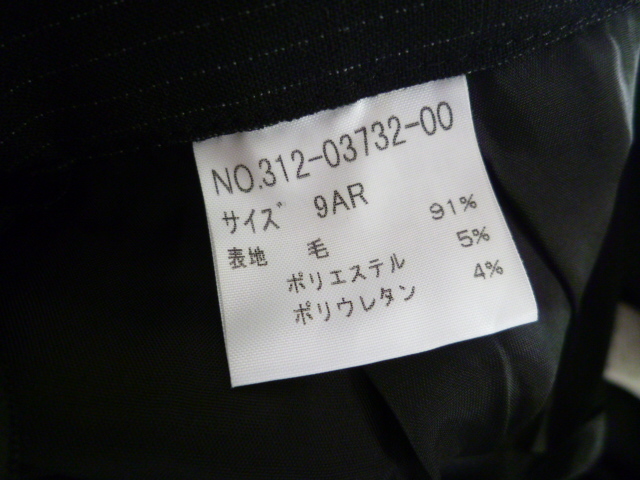 NO.312-03732-00
サイズ 9AR
表地 毛 91%
ポリエステル 5%
ポリウレタン 4%